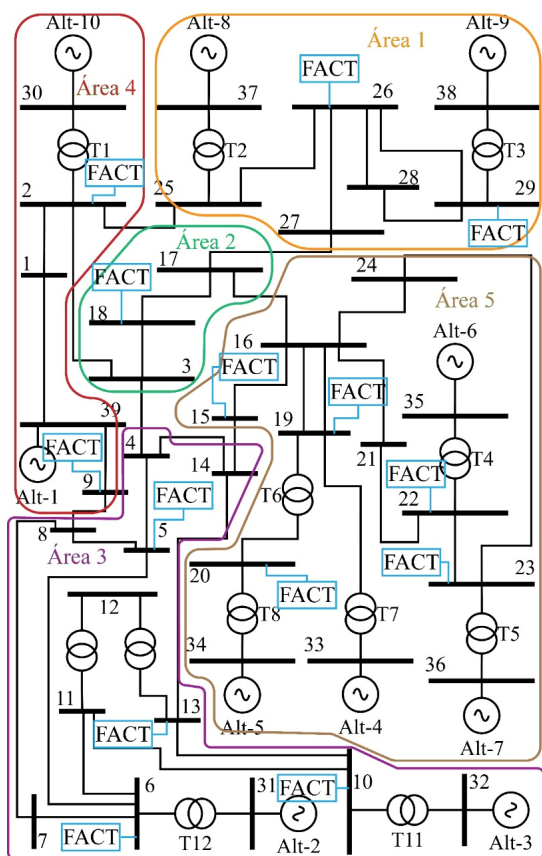 Alt-10
Alt-8
Área 1
Alt-9
Área 4
30
FACT
37
26
38
T1
T2
T3
FACT
28
2
25
29
FACT
27
Área 2
1
17
24
FACT
Área 5
18
Alt-6
16
3
FACT
FACT
35
39
15
19
4
14
21
T4
FACT
FACT
Alt-1
9
T6
FACT
22
8
5
FACT
Área 3
20
23
12
FACT
T8
T7
T5
34
33
36
11
13
Alt-5
Alt-4
FACT
Alt-7
6
31
FACT
10
32
7
FACT
T12
Alt-2
T11
Alt-3